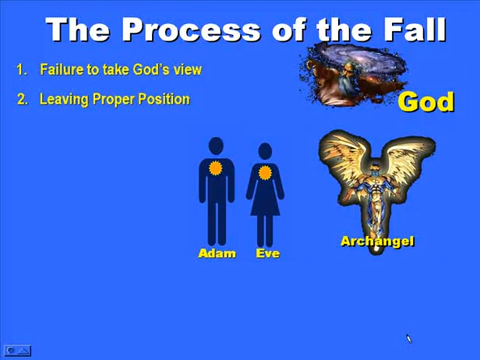 The Process of the Fall
1. Failure to take God's view
2. Leaving Proper Position
God
Archangel
Adam Eve